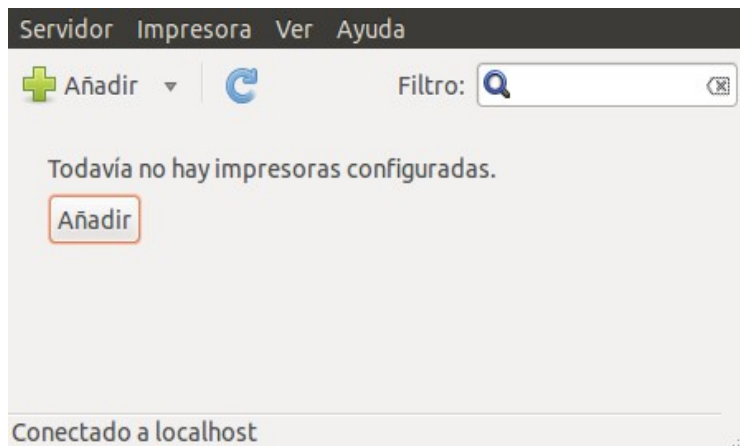 Servidor Impresora Ver Ayuda
Añadir Filtro:
Todavía no hay impresoras configuradas.
Añadir
Conectado a localhost